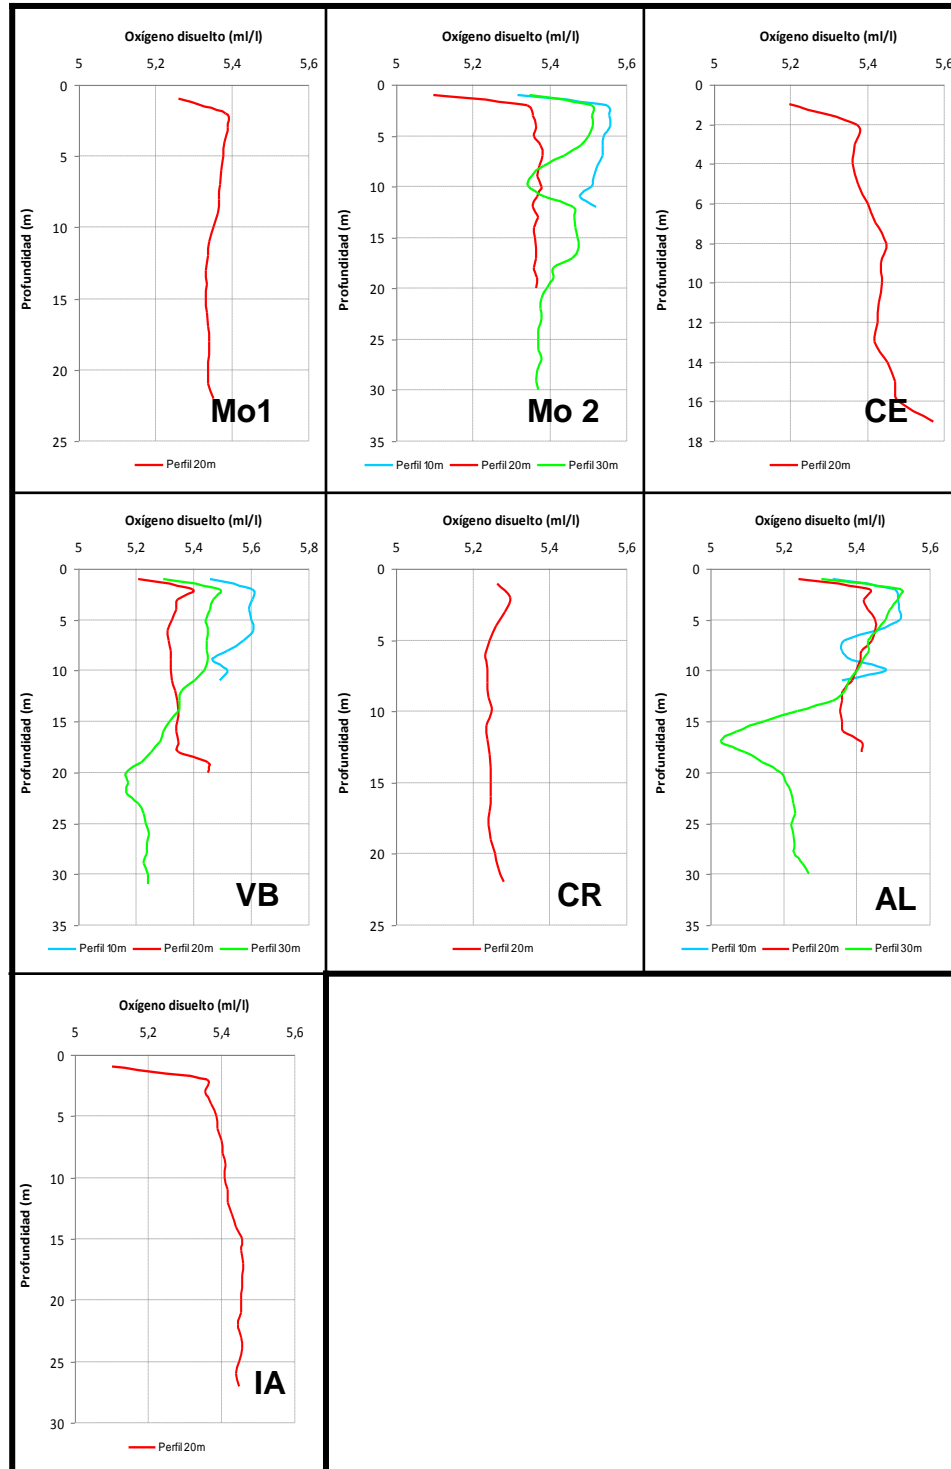 Oxígeno disuelto (ml/l)
5 5,2 5,4 5,6
0
5
10
15
20
25
Profundidad (m)
Mo1
Perfil 20m
Oxígeno disuelto (ml/l)
5 5,2 5,4 5,6
0
5
10
15
20
25
30
35
Profundidad (m)
Mo 2
Perfil 10m Perfil 20m Perfil 30m
Oxígeno disuelto (ml/l)
5 5,2 5,4 5,6
0
2
4
6
8
10
12
14
16
18
Profundidad (m)
CE
Perfil 20m
Oxígeno disuelto (ml/l)
5 5,2 5,4 5,6 5,8
0
5
10
15
20
25
30
35
Profundidad (m)
VB
Perfil 10m Perfil 20m Perfil 30m
Oxígeno disuelto (ml/l)
5 5,2 5,4 5,6
0
5
10
15
20
25
Profundidad (m)
CR
Perfil 20m
Oxígeno disuelto (ml/l)
5 5,2 5,4 5,6
0
5
10
15
20
25
30
35
Profundidad (m)
AL
Perfil 10m Perfil 20m Perfil 30m
Oxígeno disuelto (ml/l)
5 5,2 5,4 5,6
0
5
10
15
20
25
30
Profundidad (m)
IA
Perfil 20m